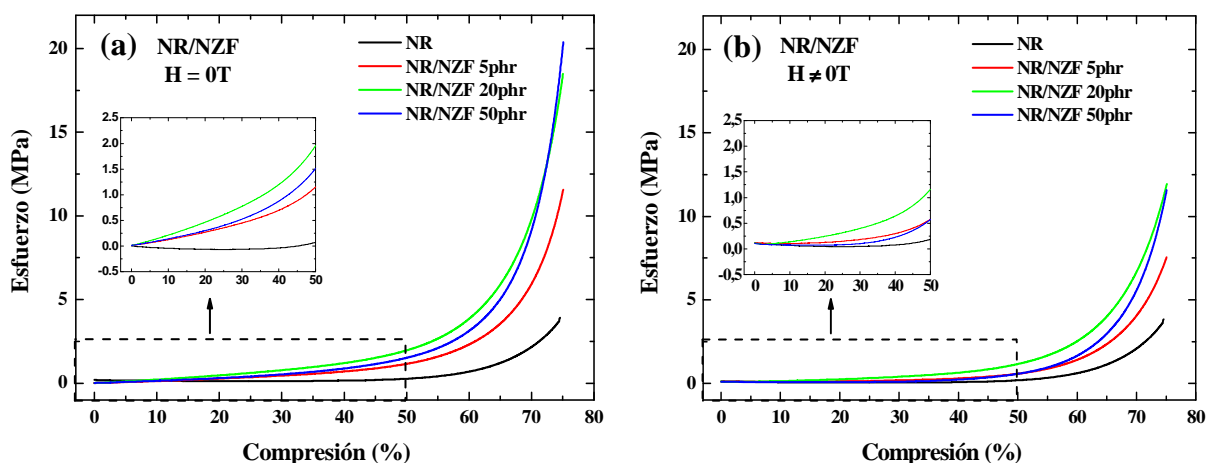 (a)
NR/NZF
H = 0T
NR
NR/NZF 5phr
NR/NZF 20phr
NR/NZF 50phr
Esfuerzo (MPa)
20
15
10
5
0
2.5
2.0
1.5
1.0
0.5
0.0
-0.5
0 10 20 30 40 50
0 10 20 30 40 50 60 70 80
Compresión (%)
(b)
NR/NZF
H ≠ 0T
NR
NR/NZF 5phr
NR/NZF 20phr
NR/NZF 50phr
Esfuerzo (MPa)
20
15
10
5
0
2,5
2,0
1,5
1,0
0,5
0,0
-0,5
0 10 20 30 40 50
0 10 20 30 40 50 60 70 80
Compresión (%)